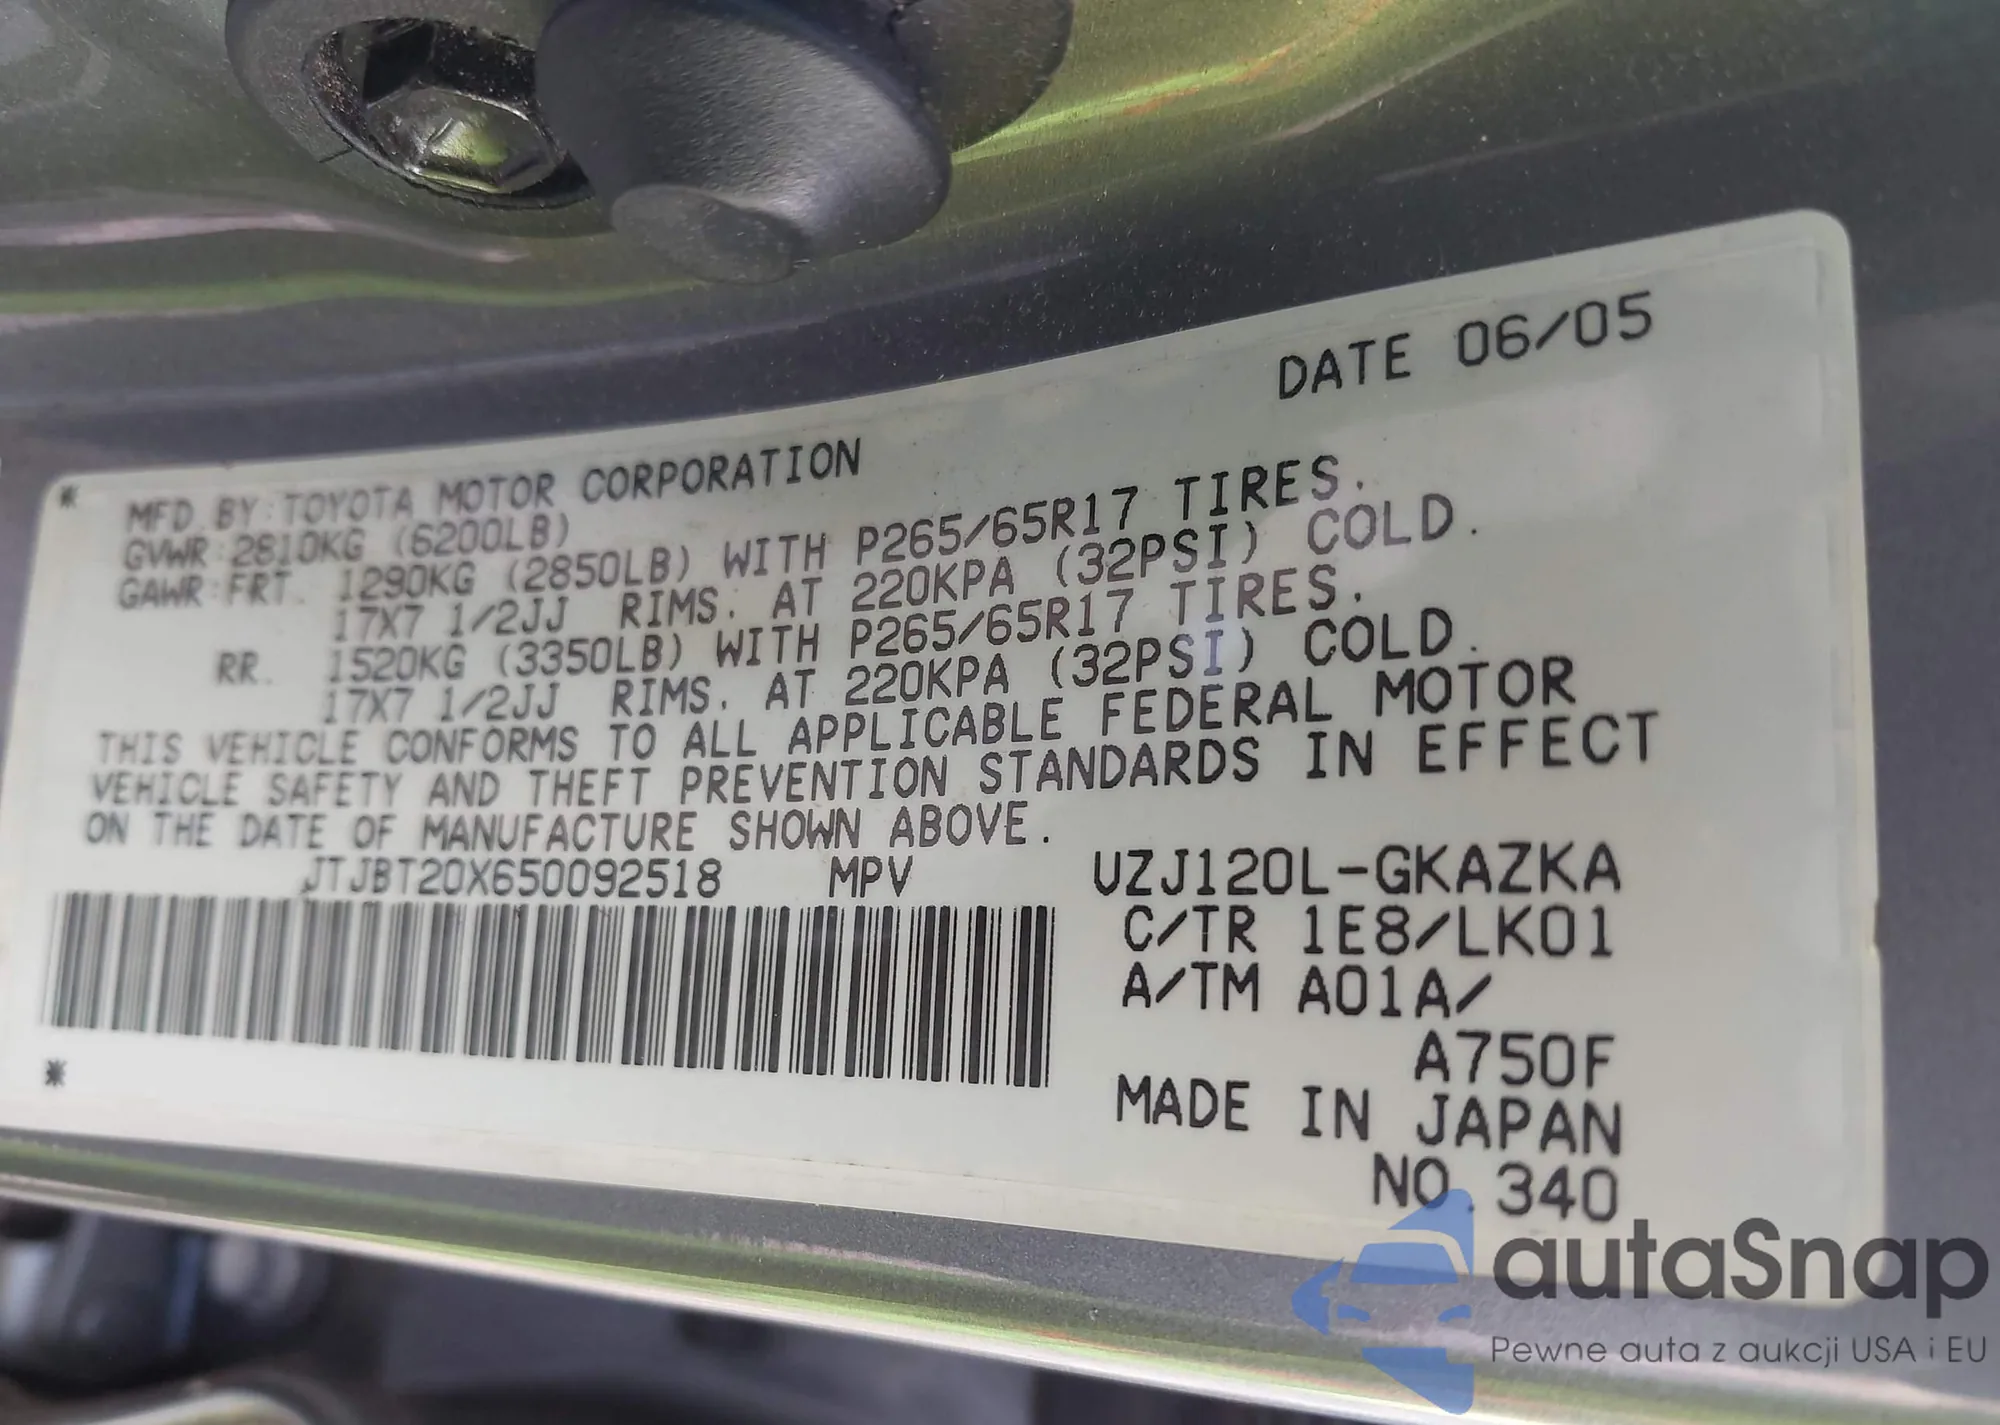 DATE 06/05
* MFD. BY: TOYOTA MOTOR CORPORATION
GVWR: 2810KG (6200LB)
GAWR: FRT. 1290KG (2850LB) WITH P265/65R17 TIRES.
17X7 1/2JJ RIMS. AT 220KPA (32PSI) COLD.
RR. 1520KG (3350LB) WITH P265/65R17 TIRES.
17X7 1/2JJ RIMS. AT 220KPA (32PSI) COLD.
THIS VEHICLE CONFORMS TO ALL APPLICABLE FEDERAL MOTOR
VEHICLE SAFETY AND THEFT PREVENTION STANDARDS IN EFFECT
ON THE DATE OF MANUFACTURE SHOWN ABOVE.
JTJBT20X650092518 MPV UZJ120L-GKAZKA
C/TR 1E8/LK01
A/TM A01A/
A750F
*
MADE IN JAPAN
NO. 340
autaSnap
Pewne auta z aukcji USA i EU